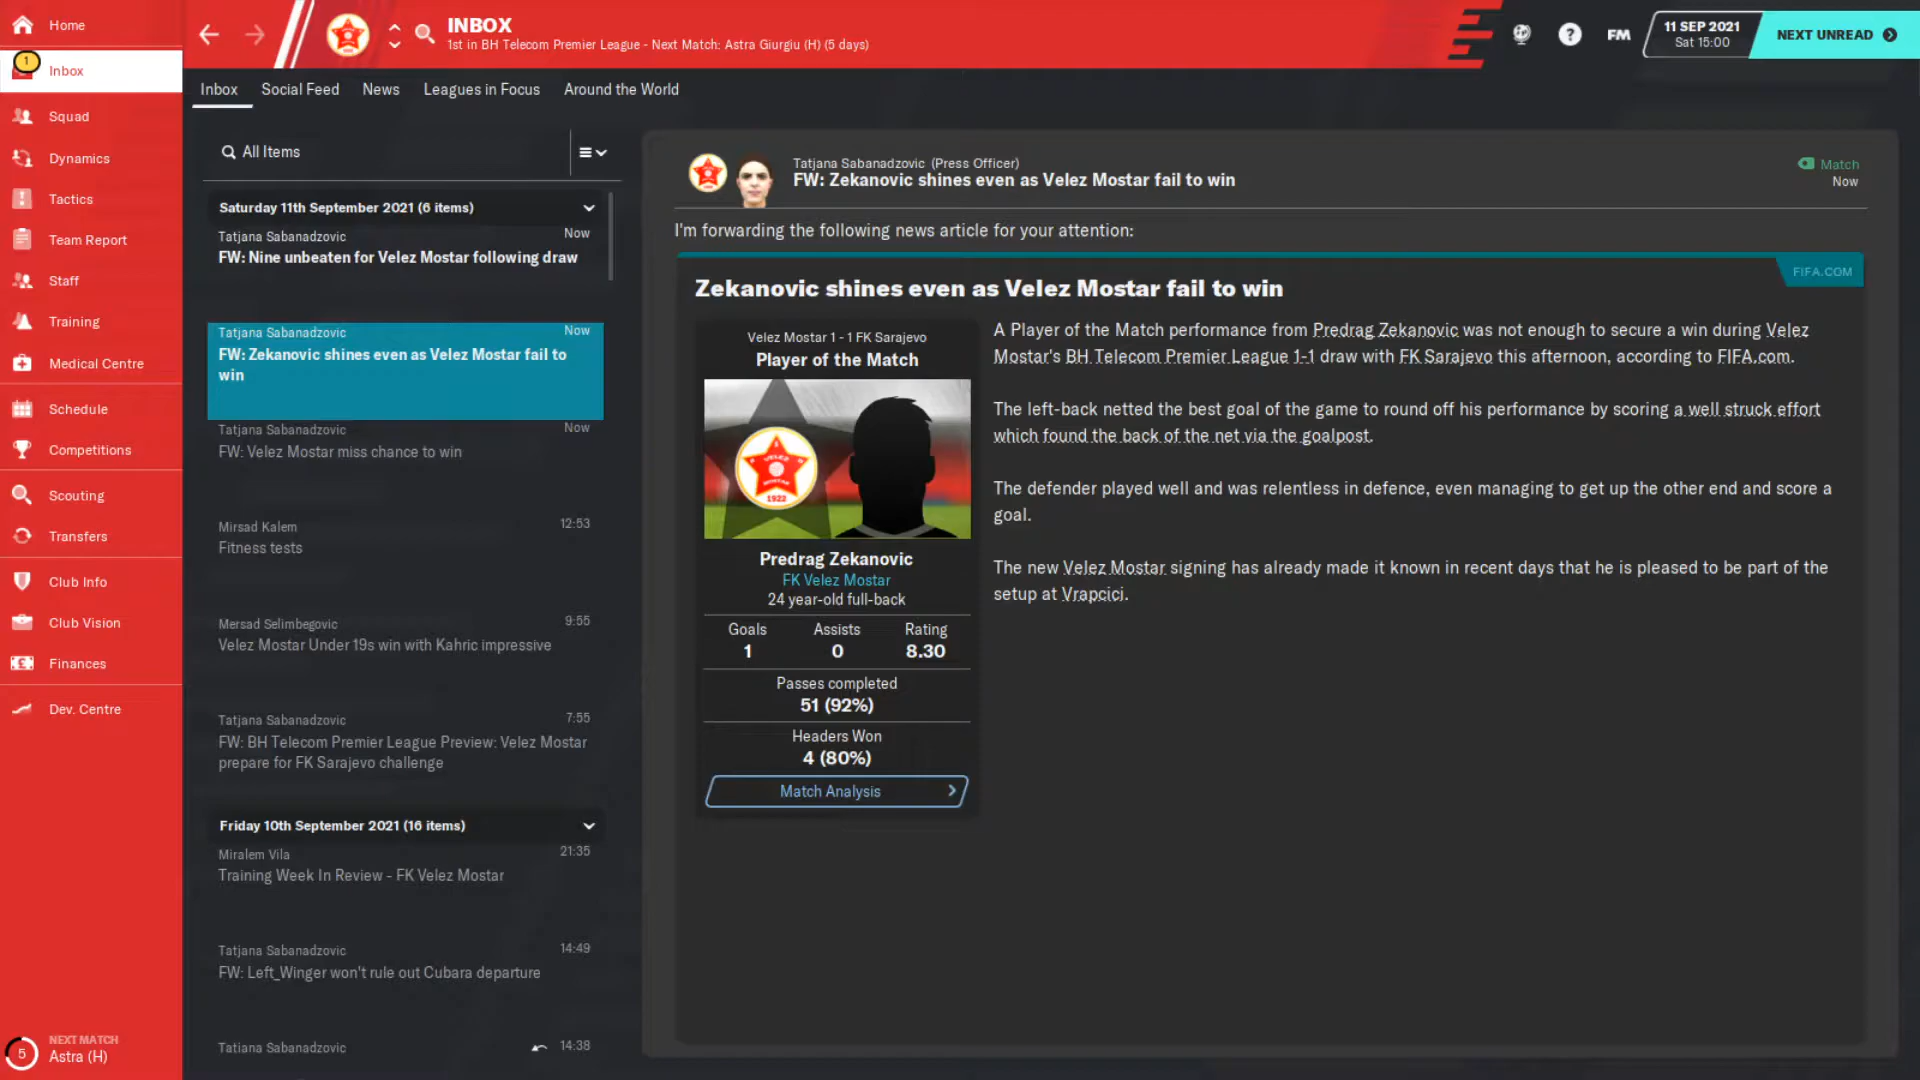 Home
1
Inbox
Squad
Dynamics
Tactics
Team Report
Staff
Training
Medical Centre
Schedule
Competitions
Scouting
Transfers
Club Info
Club Vision
Finances
Dev. Centre
5
NEXT MATCH
Astra (H)
INBOX
1st in BH Telecom Premier League - Next Match: Astra Giurgiu (H) (5 days)
?
FM
11 SEP 2021
Sat 15:00
NEXT UNREAD
Inbox
Social Feed
News
Leagues in Focus
Around the World
All Items
Saturday 11th September 2021 (6 items)
Tatjana Sabanadzovic
Now
FW: Nine unbeaten for Velez Mostar following draw
Tatjana Sabanadzovic
Now
FW: Zekanovic shines even as Velez Mostar fail to
win
Tatjana Sabanadzovic
Now
FW: Velez Mostar miss chance to win
Mirsad Kalem
12:53
Fitness tests
Mersad Selimbegovic
9:55
Velez Mostar Under 19s win with Kahric impressive
Tatjana Sabanadzovic
7:55
FW: BH Telecom Premier League Preview: Velez Mostar
prepare for FK Sarajevo challenge
Friday 10th September 2021 (16 items)
Miralem Vila
21:35
Training Week In Review - FK Velez Mostar
Tatjana Sabanadzovic
14:49
FW: Left_Winger won't rule out Cubara departure
Tatjana Sabanadzovic
14:38
Tatjana Sabanadzovic (Press Officer)
FW: Zekanovic shines even as Velez Mostar fail to win
Match
Now
I'm forwarding the following news article for your attention:
FIFA.COM
Zekanovic shines even as Velez Mostar fail to win
Velez Mostar 1 - 1 FK Sarajevo
Player of the Match
VELEZ
MOSTAR
1922
Predrag Zekanovic
FK Velez Mostar
24 year-old full-back
Goals Assists Rating
1 0 8.30
Passes completed
51 (92%)
Headers Won
4 (80%)
Match Analysis
A Player of the Match performance from Predrag Zekanovic was not enough to secure a win during Velez
Mostar's BH Telecom Premier League 1-1 draw with FK Sarajevo this afternoon, according to FIFA.com.
The left-back netted the best goal of the game to round off his performance by scoring a well struck effort
which found the back of the net via the goalpost.
The defender played well and was relentless in defence, even managing to get up the other end and score a
goal.
The new Velez Mostar signing has already made it known in recent days that he is pleased to be part of the
setup at Vrapcici.